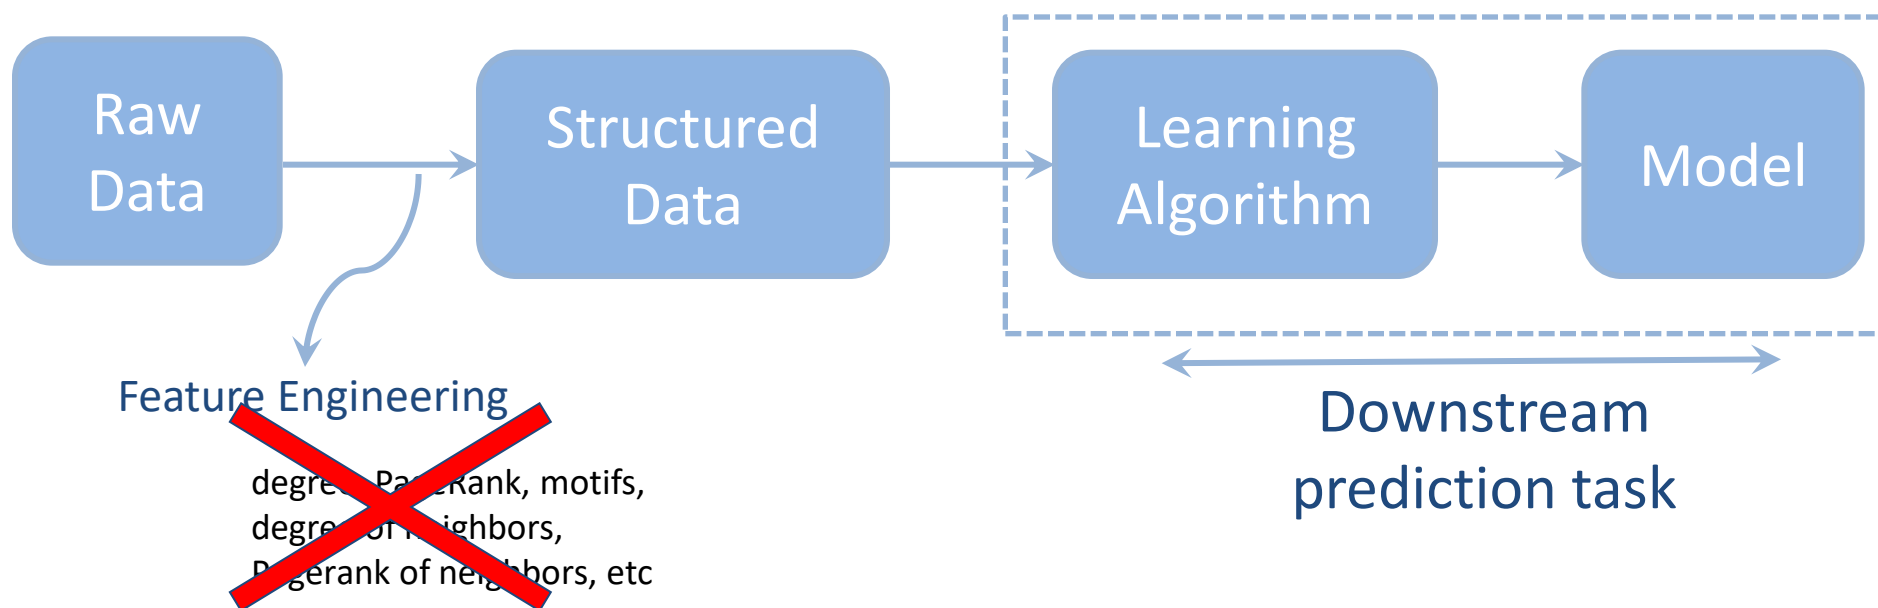 Raw
Data
Structured
Data
Learning
Algorithm
Model
Feature Engineering
degree, PageRank, motifs,
degree of neighbors,
Pagerank of neighbors, etc
Downstream
prediction task